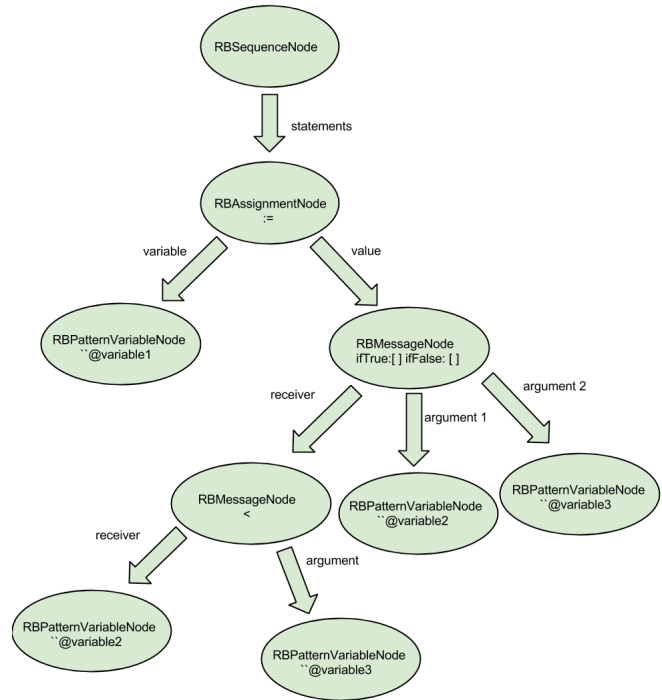 RBSequenceNode
statements
RBAssignmentNode
:=
variable
value
RBPatternVariableNode
``@variable1
RBMessageNode
ifTrue:[ ] ifFalse: [ ]
receiver
argument 1
argument 2
RBMessageNode
<
RBPatternVariableNode
``@variable2
RBPatternVariableNode
``@variable3
receiver
argument
RBPatternVariableNode
``@variable2
RBPatternVariableNode
``@variable3